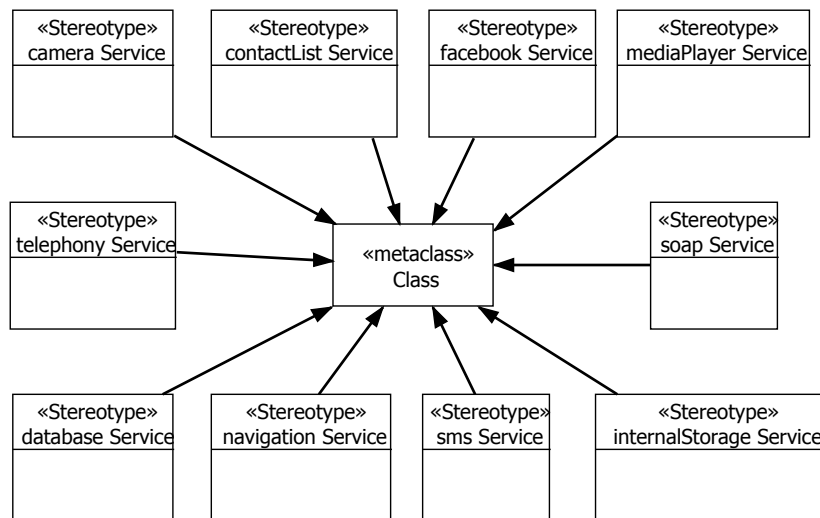 «Stereotype»
camera Service
«Stereotype»
contactList Service
«Stereotype»
facebook Service
«Stereotype»
mediaPlayer Service
«Stereotype»
telephony Service
«metaclass»
Class
«Stereotype»
soap Service
«Stereotype»
database Service
«Stereotype»
navigation Service
«Stereotype»
sms Service
«Stereotype»
internalStorage Service